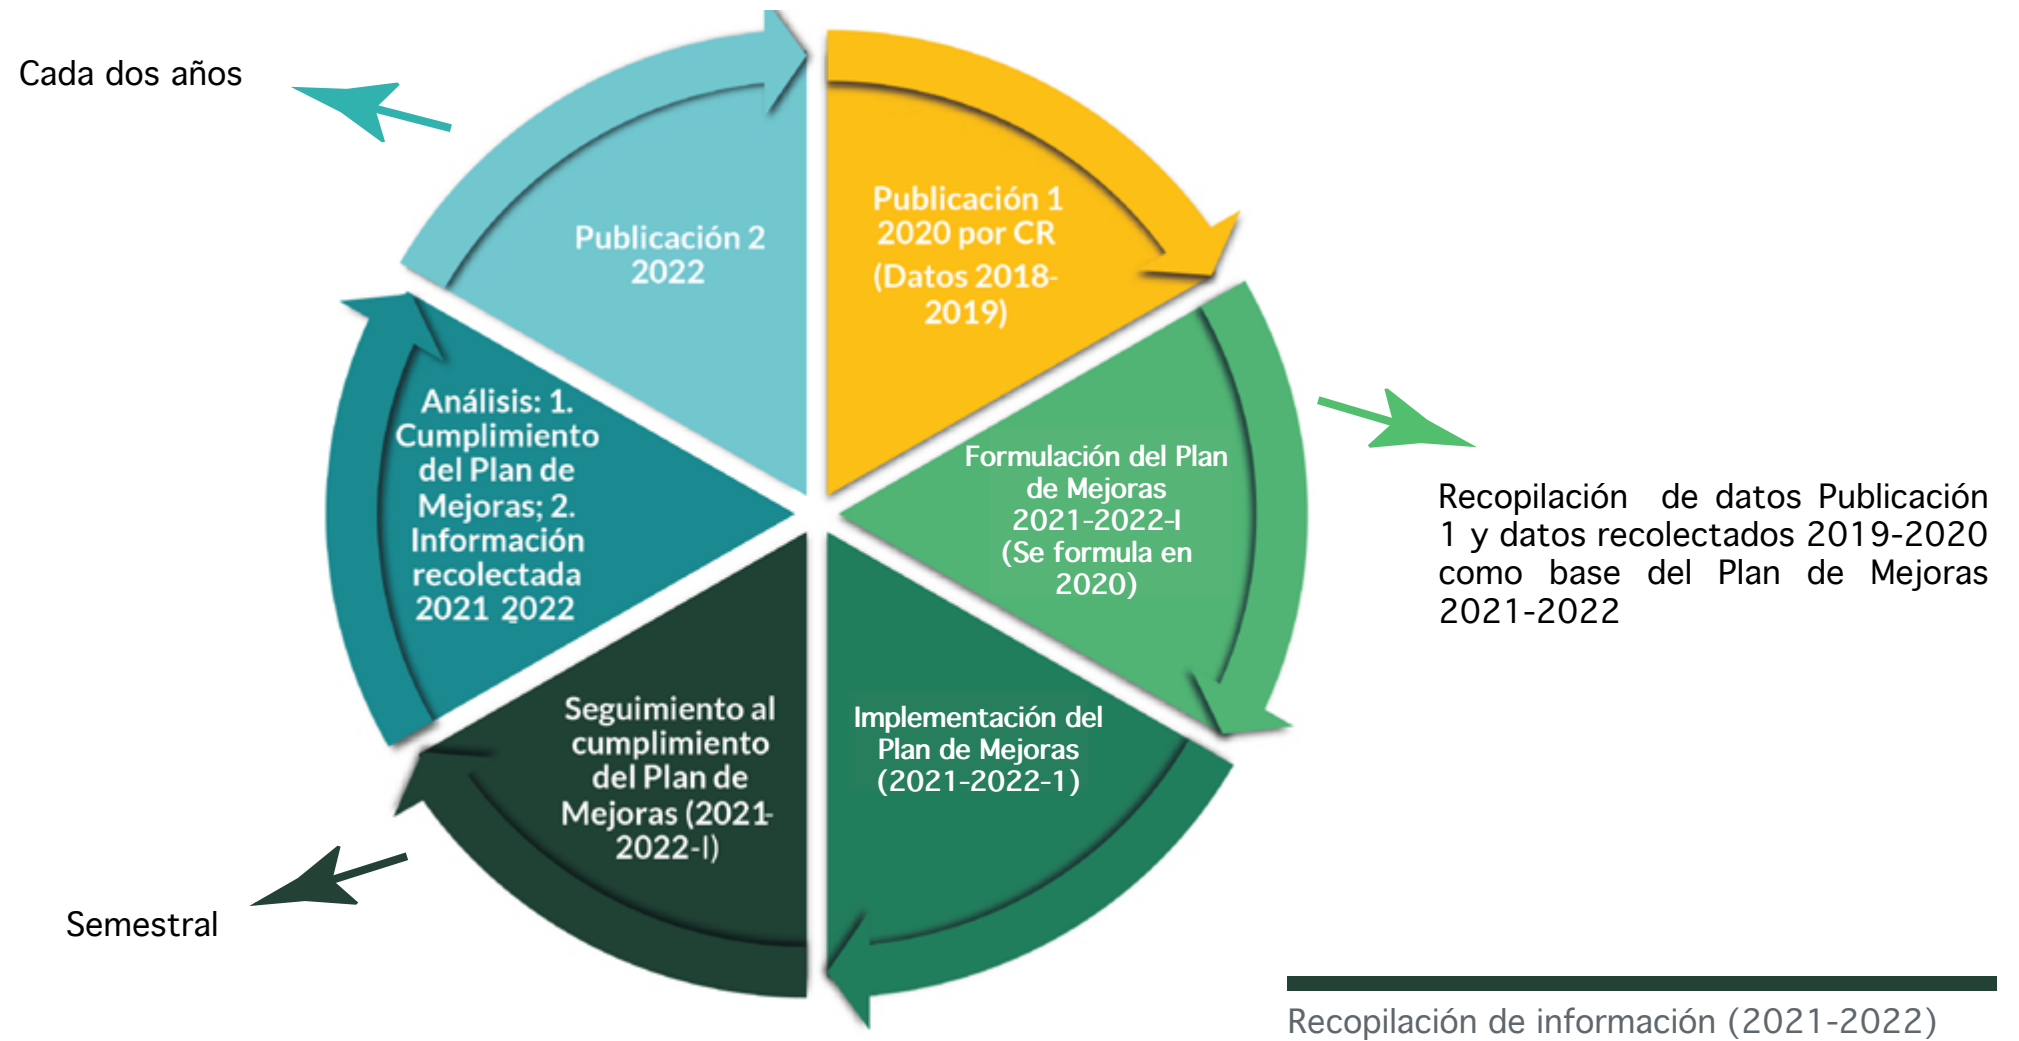 Cada dos años
Publicación 1
2020 por CR
(Datos 2018-
2019)
Publicación 2
2022
Formulación del Plan
de Mejoras
2021-2022-I
(Se formula en
2020)
Recopilación de datos Publicación
1 y datos recolectados 2019-2020
como base del Plan de Mejoras
2021-2022
Implementación del
Plan de Mejoras
(2021-2022-1)
Seguimiento al
cumplimiento
del Plan de
Mejoras (2021-
2022-I)
Semestral
Análisis: 1.
Cumplimiento
del Plan de
Mejoras; 2.
Información
recolectada
2021_2022
Recopilación de información (2021-2022)